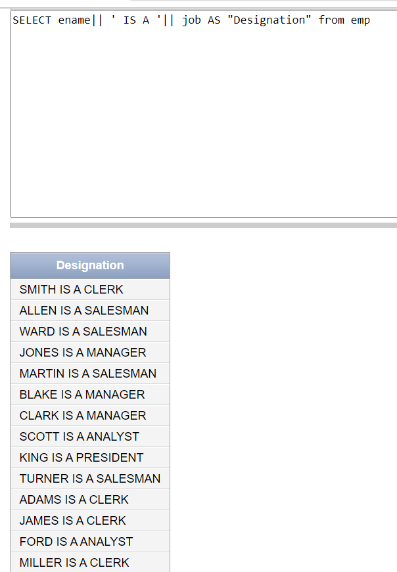 SELECT ename|| ' IS A '|| job AS "Designation" from emp
Designation
SMITH IS A CLERK
ALLEN IS A SALESMAN
WARD IS A SALESMAN
JONES IS A MANAGER
MARTIN IS A SALESMAN
BLAKE IS A MANAGER
CLARK IS A MANAGER
SCOTT IS A ANALYST
KING IS A PRESIDENT
TURNER IS A SALESMAN
ADAMS IS A CLERK
JAMES IS A CLERK
FORD IS A ANALYST
MILLER IS A CLERK